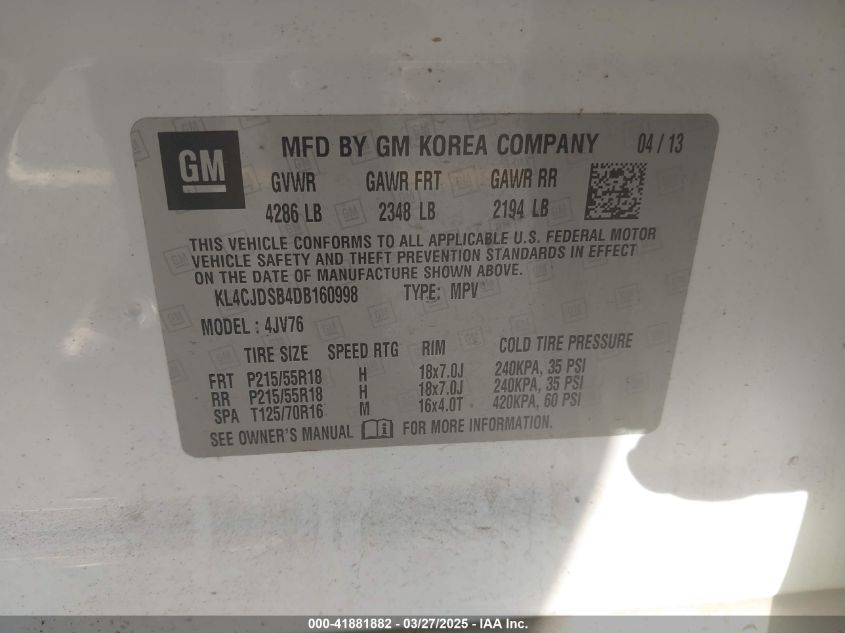 GM MFD BY GM KOREA COMPANY 04 / 13
GVWR GAWR FRT GAWR RR
4286 LB 2348 LB 2194 LB
THIS VEHICLE CONFORMS TO ALL APPLICABLE U.S. FEDERAL MOTOR
VEHICLE SAFETY AND THEFT PREVENTION STANDARDS IN EFFECT
ON THE DATE OF MANUFACTURE SHOWN ABOVE.
KL4CJDSB4DB160998 TYPE: MPV
MODEL: 4JV76
TIRE SIZE SPEED RTG RIM COLD TIRE PRESSURE
FRT P215/55R18 H 18x7.0J 240KPA, 35 PSI
RR P215/55R18 H 18x7.0J 240KPA, 35 PSI
SPA T125/70R16 M 16x4.0T 420KPA, 60 PSI
SEE OWNER'S MANUAL FOR MORE INFORMATION.
000-41881882 - 03/27/2025 - IAA Inc.